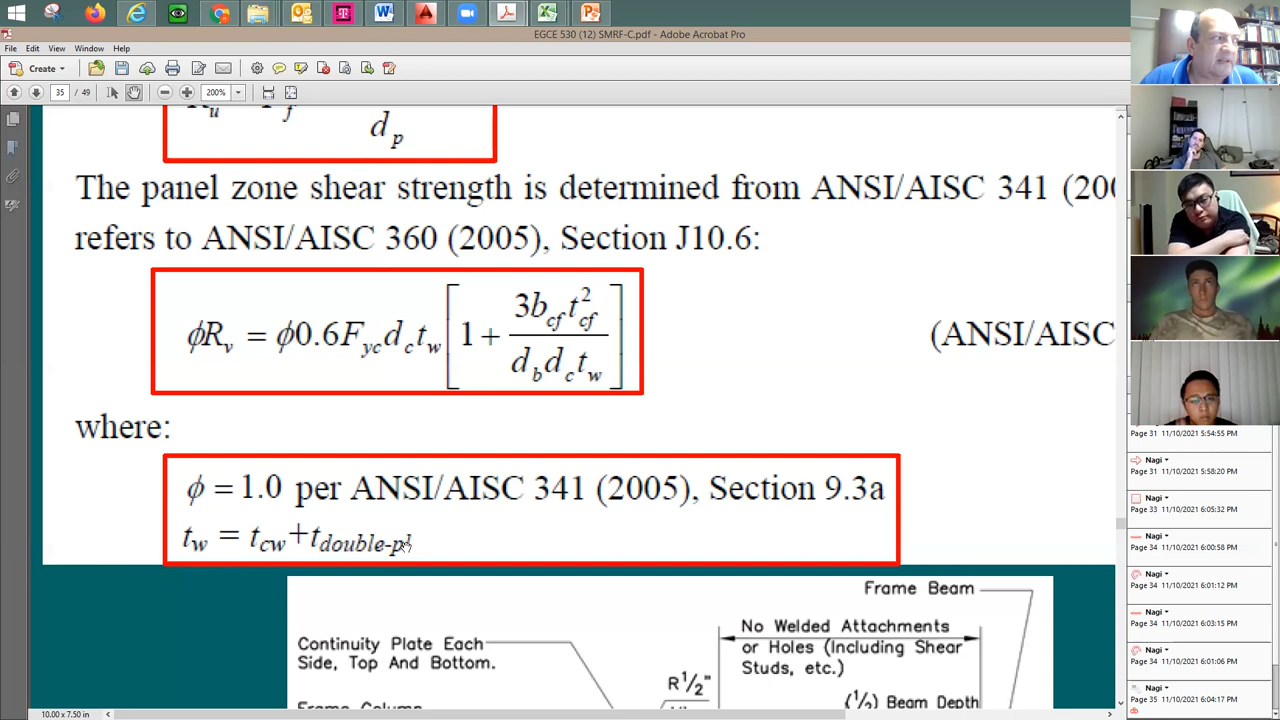 EGCE 530 (12) SMRF-C.pdf - Adobe Acrobat Pro
File Edit View Window Help
Create
35 / 49
200%
d_p
The panel zone shear strength is determined from ANSI/AISC 341 (200
refers to ANSI/AISC 360 (2005), Section J10.6:
ϕR_v = ϕ0.6F_yc d_c t_w [1 + 3b_cf t_cf^2 / d_b d_c t_w]
(ANSI/AISC
where:
ϕ = 1.0 per ANSI/AISC 341 (2005), Section 9.3a
t_w = t_cw + t_double-pl
Frame Beam
Continuity Plate Each
Side, Top And Bottom.
No Welded Attachments
or Holes (Including Shear
Studs, etc.)
R1/2"
(1/2) Beam Depth
Frame Column
10.00 x 7.50 in
Page 31 11/10/2021 5:54:55 PM
Nagi
Page 31 11/10/2021 5:58:20 PM
Nagi
Page 33 11/10/2021 6:05:32 PM
Nagi
Page 34 11/10/2021 6:00:58 PM
Nagi
Page 34 11/10/2021 6:01:12 PM
Nagi
Page 34 11/10/2021 6:03:15 PM
Nagi
Page 34 11/10/2021 6:01:06 PM
Nagi
Page 35 11/10/2021 6:04:17 PM